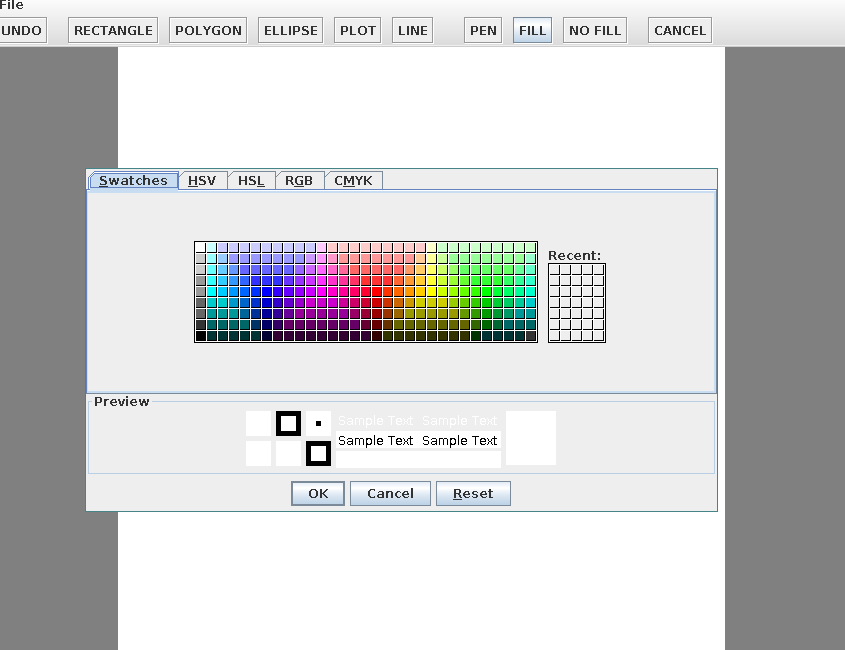 File
UNDO RECTANGLE POLYGON ELLIPSE PLOT LINE PEN FILL NO FILL CANCEL
Swatches HSV HSL RGB CMYK
Recent:
Preview
Sample Text Sample Text
Sample Text Sample Text
OK Cancel Reset